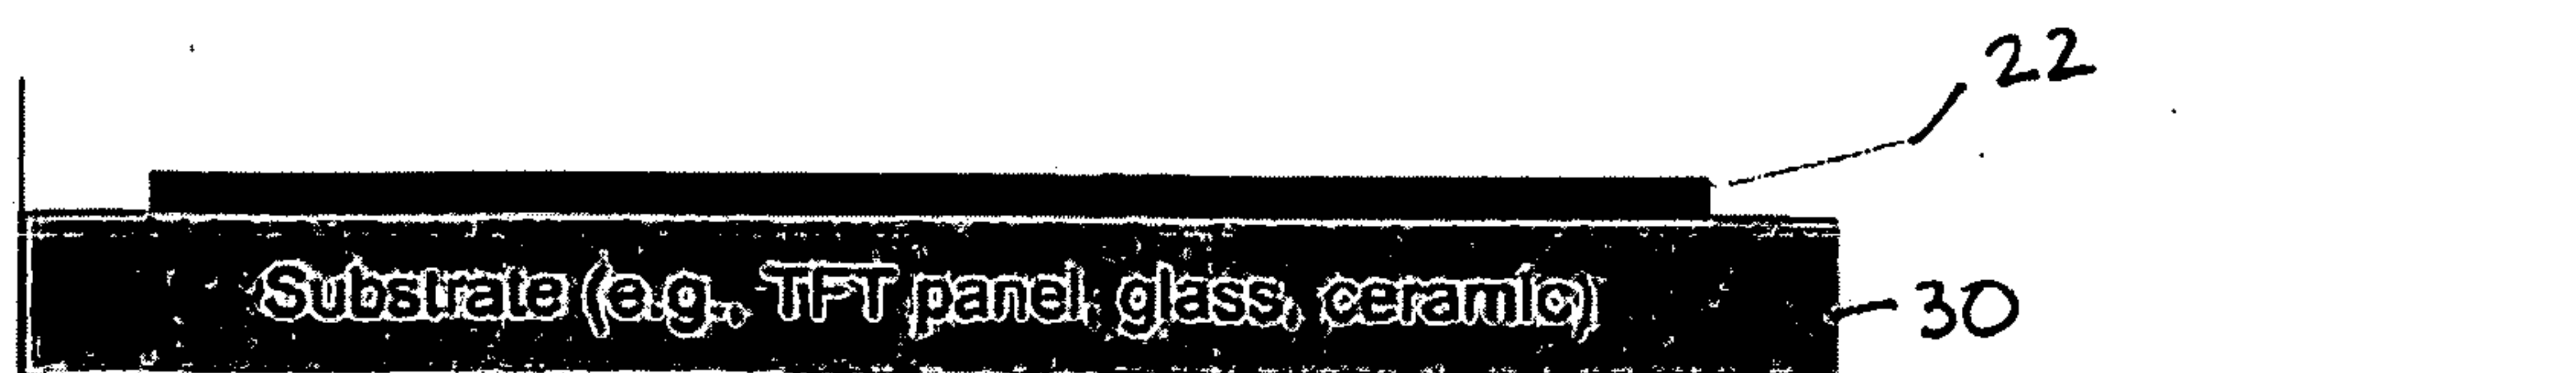 22
Substrate (e.g., TFT panel, glass, ceramic)
30